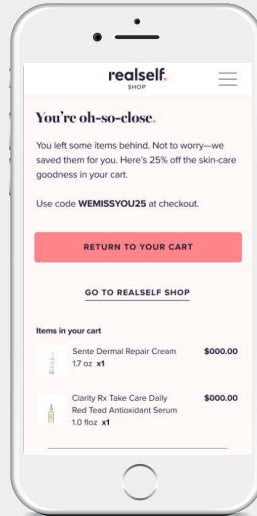 realself.
SHOP
You're oh-so-close.
You left some items behind. Not to worry—we
saved them for you. Here's 25% off the skin-care
goodness in your cart.
Use code WEMISSYOU25 at checkout.
RETURN TO YOUR CART
GO TO REALSELF SHOP
Items in your cart
Sente Dermal Repair Cream $000.00
1.7 oz x1
Clarity Rx Take Care Daily $000.00
Red Tead Antioxidant Serum
1.0 floz x1